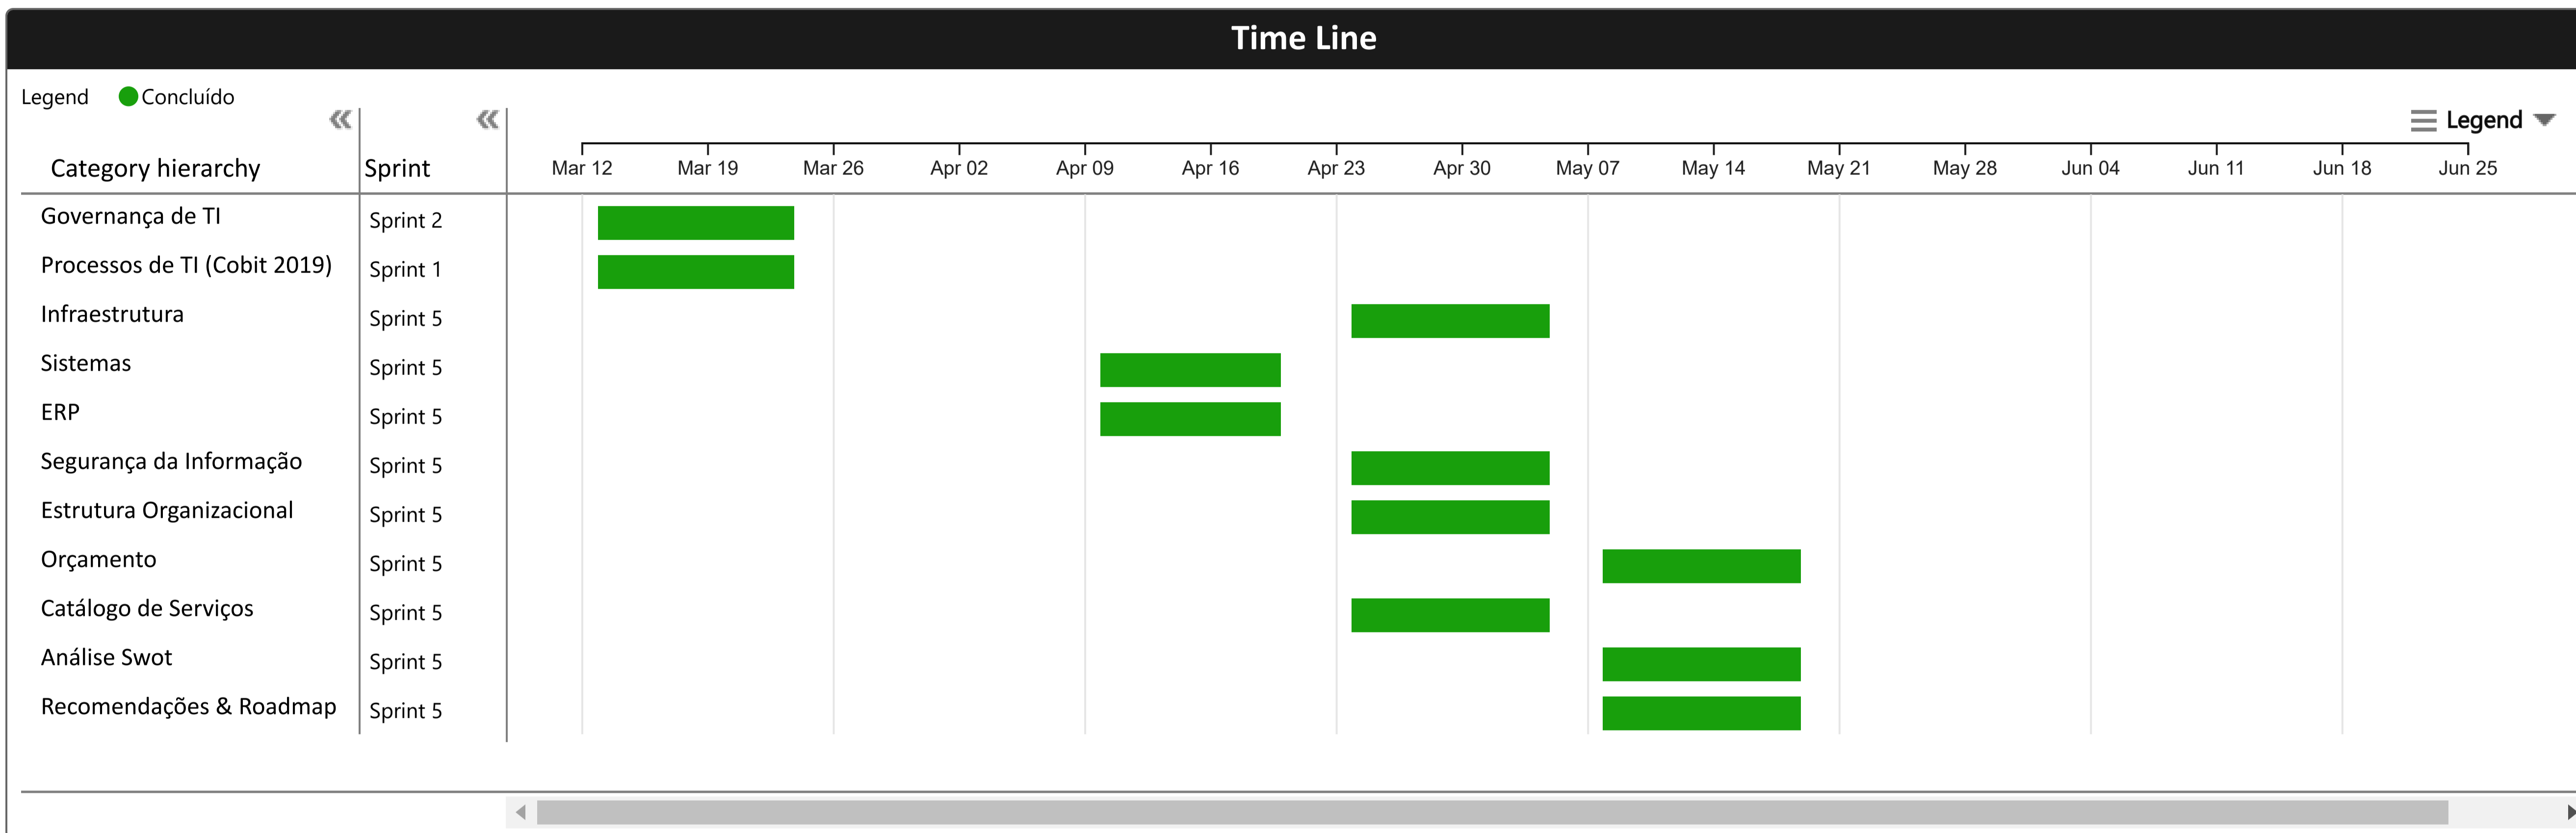 Time Line
Legend Concluído
Legend
Category hierarchy Sprint Mar 12 Mar 19 Mar 26 Apr 02 Apr 09 Apr 16 Apr 23 Apr 30 May 07 May 14 May 21 May 28 Jun 04 Jun 11 Jun 18 Jun 25
Governança de TI Sprint 2
Processos de TI (Cobit 2019) Sprint 1
Infraestrutura Sprint 5
Sistemas Sprint 5
ERP Sprint 5
Segurança da Informação Sprint 5
Estrutura Organizacional Sprint 5
Orçamento Sprint 5
Catálogo de Serviços Sprint 5
Análise Swot Sprint 5
Recomendações & Roadmap Sprint 5